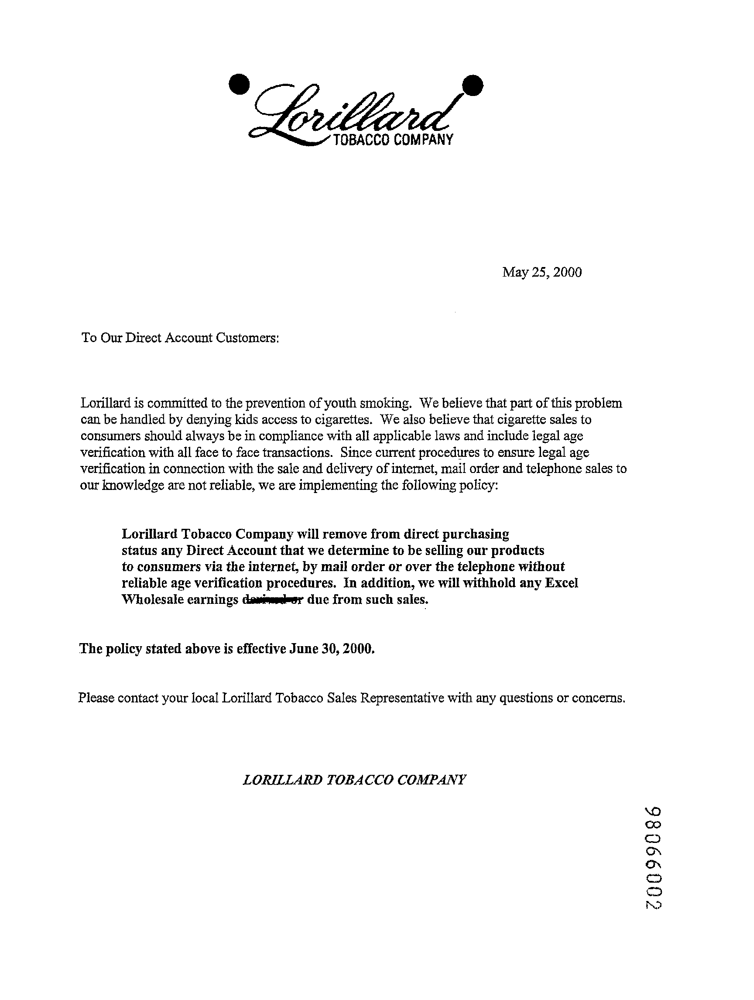 Lorillard
TOBACCO COMPANY
May 25, 2000
To Our Direct Account Customers:
Lorillard is committed to the prevention of youth smoking. We believe that part of this problem
can be handled by denying kids access to cigarettes. We also believe that cigarette sales to
consumers should always be in compliance with all applicable laws and include legal age
verification with all face to face transactions. Since current procedures to ensure legal age
verification in connection with the sale and delivery of internet, mail order and telephone sales to
our knowledge are not reliable, we are implementing the following policy:
Lorillard Tobacco Company will remove from direct purchasing
status any Direct Account that we determine to be selling our products
to consumers via the internet, by mail order or over the telephone without
reliable age verification procedures. In addition, we will withhold any Excel
Wholesale earnings or due from such sales.
The policy stated above is effective June 30, 2000.
Please contact your local Lorillard Tobacco Sales Representative with any questions or concerns.
LORILLARD TOBACCO COMPANY
98066002